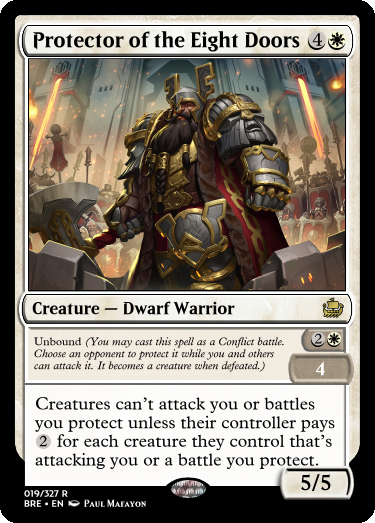 Protector of the Eight Doors 4
Creature — Dwarf Warrior
Unbound (You may cast this spell as a Conflict battle. 2
Choose an opponent to protect it while you and others
can attack it. It becomes a creature when defeated.) 4
Creatures can't attack you or battles
you protect unless their controller pays
2 for each creature they control that's
attacking you or a battle you protect.
5/5
019/327 R
BRE • EN Paul Mafayon